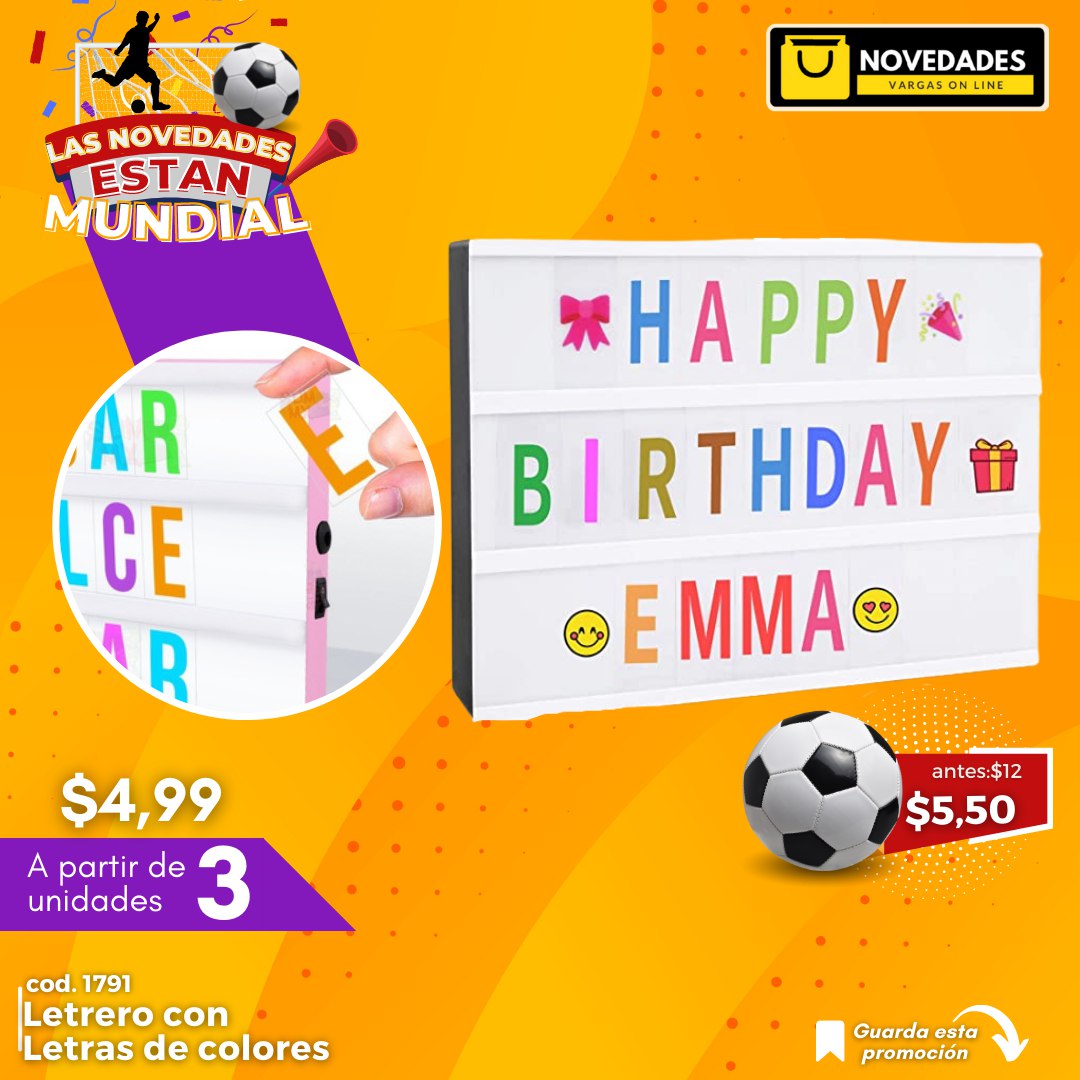 LAS NOVEDADES
ESTAN
MUNDIAL
NOVEDADES
VARGAS ON LINE
HAPPY
BIRTHDAY
EMMA
AR
LCE
AR
E
$4,99
A partir de
unidades 3
antes:$12
$5,50
cod. 1791
Letrero con
Letras de colores
Guarda esta
promoción